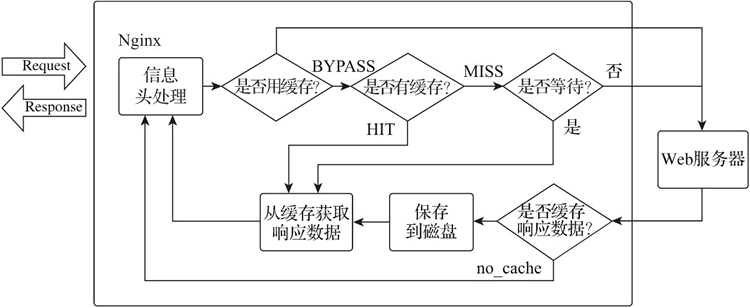 Nginx
Request
Response
信息
头处理
是否用缓存?
BYPASS
是否有缓存?
MISS
是否等待?
否
HIT
是
Web服务器
从缓存获取
响应数据
保存
到磁盘
是否缓存
响应数据?
no_cache